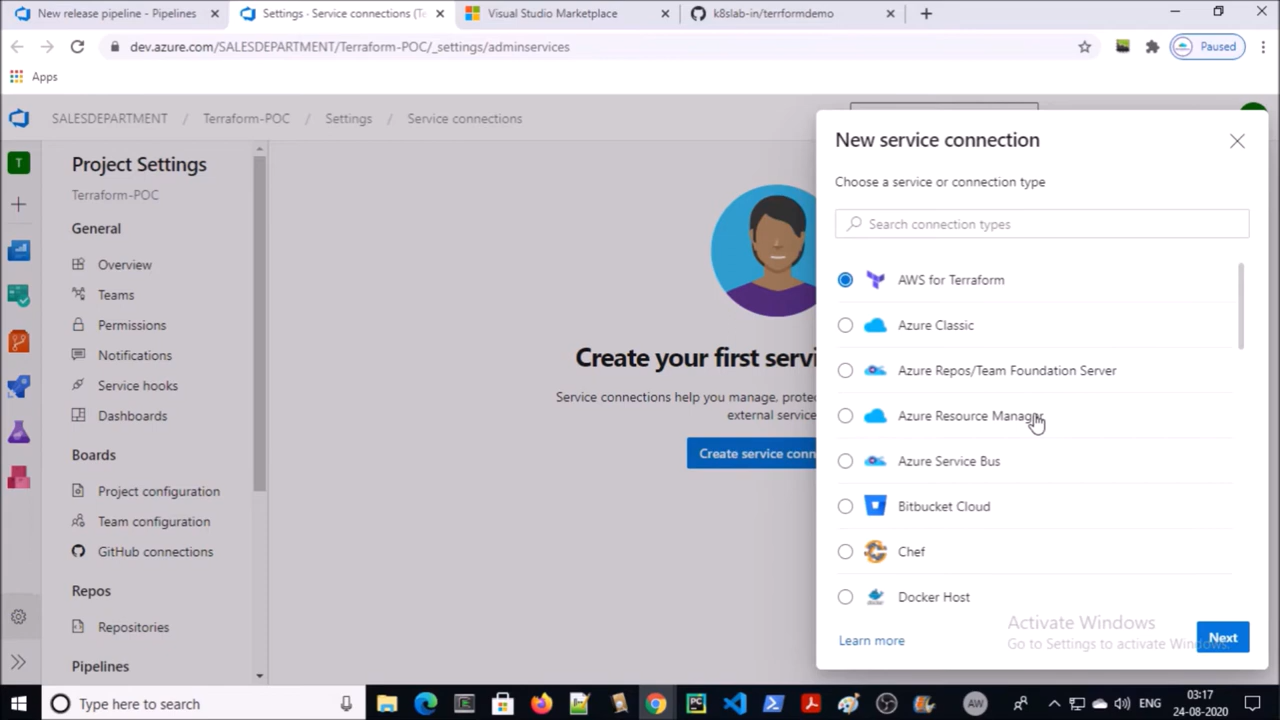 New release pipeline - Pipelines
Settings · Service connections (Te
Visual Studio Marketplace
k8slab-in/terrformdemo
dev.azure.com/SALESDEPARTMENT/Terraform-POC/_settings/adminservices
Paused
Apps
SALESDEPARTMENT / Terraform-POC / Settings / Service connections
T
Project Settings
Terraform-POC
General
Overview
Teams
Permissions
Notifications
Service hooks
Dashboards
Boards
Project configuration
Team configuration
GitHub connections
Repos
Repositories
Pipelines
Create your first servi
Service connections help you manage, prote
external service
Create service conn
New service connection
Choose a service or connection type
Search connection types
AWS for Terraform
Azure Classic
Azure Repos/Team Foundation Server
Azure Resource Manager
Azure Service Bus
Bitbucket Cloud
Chef
Docker Host
Activate Windows
Go to Settings to activate Windows.
Learn more
Next
Type here to search
AW
ENG
03:17
24-08-2020